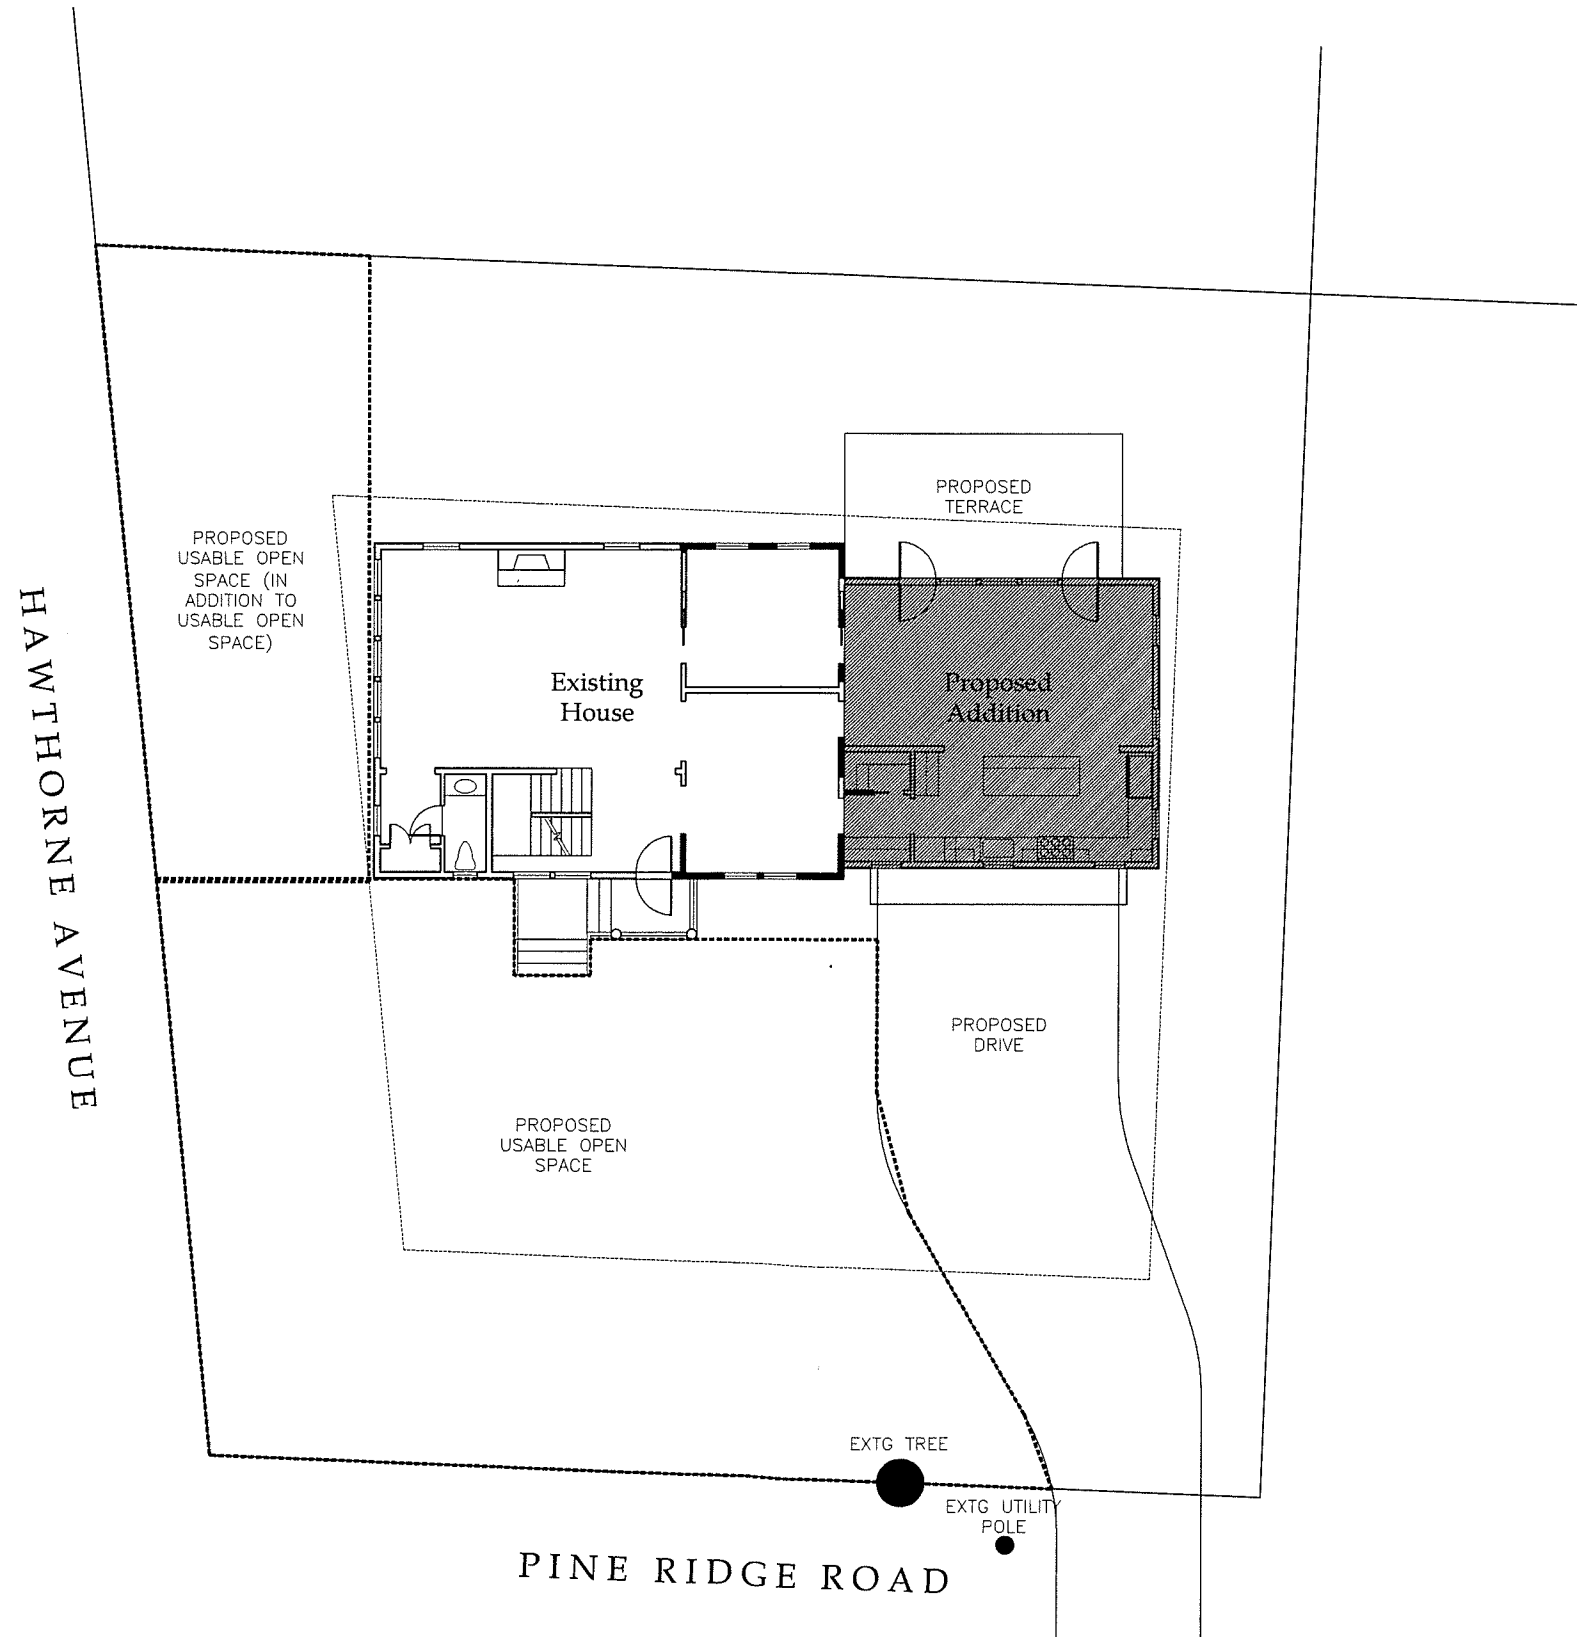 PROPOSED
TERRACE
PROPOSED
USABLE OPEN
SPACE (IN
ADDITION TO
USABLE OPEN
SPACE)
HAWTHORNE AVENUE
Existing
House
Proposed
Addition
PROPOSED
DRIVE
PROPOSED
USABLE OPEN
SPACE
EXTG TREE
EXTG UTILITY
POLE
PINE RIDGE ROAD